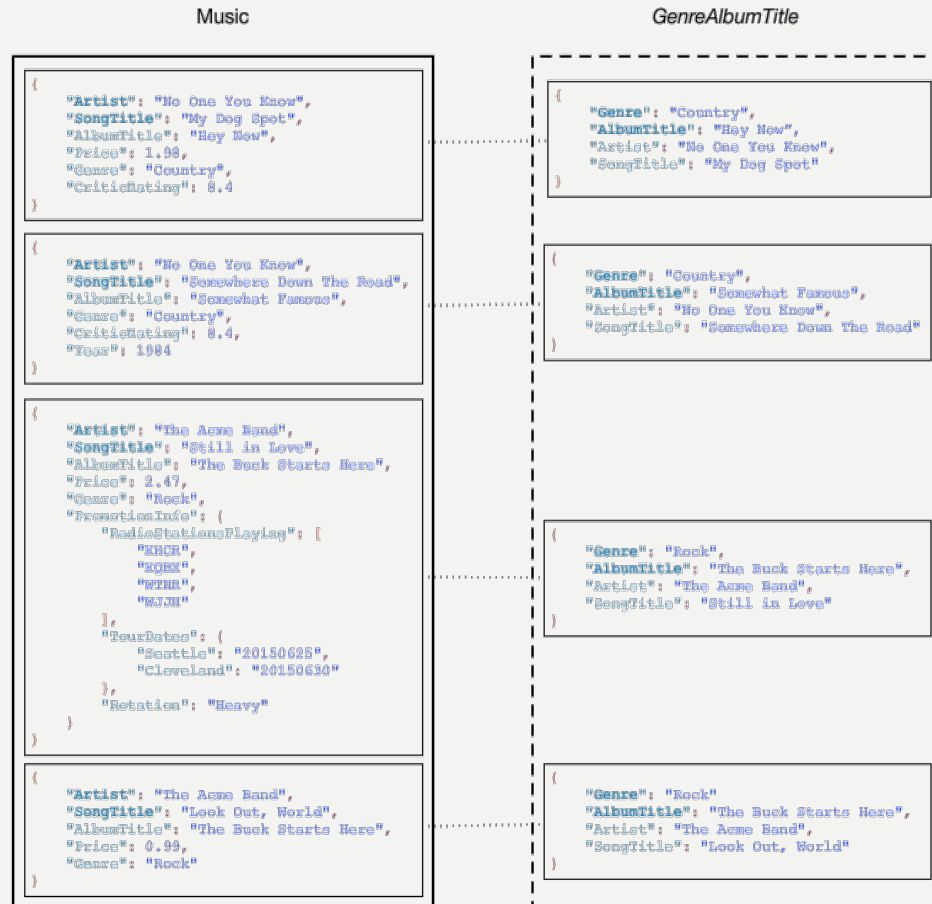 Music
{
"Artist": "No One You Know",
"SongTitle": "My Dog Spot",
"AlbumTitle": "Hey Now",
"Price": 1.98,
"Genre": "Country",
"CriticRating": 8.4
}
{
"Artist": "No One You Know",
"SongTitle": "Somewhere Down The Road",
"AlbumTitle": "Somewhat Famous",
"Genre": "Country",
"CriticRating": 8.4,
"Year": 1984
}
{
"Artist": "The Acme Band",
"SongTitle": "Still in Love",
"AlbumTitle": "The Buck Starts Here",
"Price": 2.47,
"Genre": "Rock",
"PromotionInfo": {
"RadioStationsPlaying": [
"KHCR",
"KQBX",
"WTNR",
"WJJH"
],
"TourDates": {
"Seattle": "20150625",
"Cleveland": "20150630"
},
"Rotation": "Heavy"
}
}
{
"Artist": "The Acme Band",
"SongTitle": "Look Out, World",
"AlbumTitle": "The Buck Starts Here",
"Price": 0.99,
"Genre": "Rock"
}
GenreAlbumTitle
{
"Genre": "Country",
"AlbumTitle": "Hey Now",
"Artist": "No One You Know",
"SongTitle": "My Dog Spot"
}
{
"Genre": "Country",
"AlbumTitle": "Somewhat Famous",
"Artist": "No One You Know",
"SongTitle": "Somewhere Down The Road"
}
{
"Genre": "Rock",
"AlbumTitle": "The Buck Starts Here",
"Artist": "The Acme Band",
"SongTitle": "Still in Love"
}
{
"Genre": "Rock"
"AlbumTitle": "The Buck Starts Here",
"Artist": "The Acme Band",
"SongTitle": "Look Out, World"
}